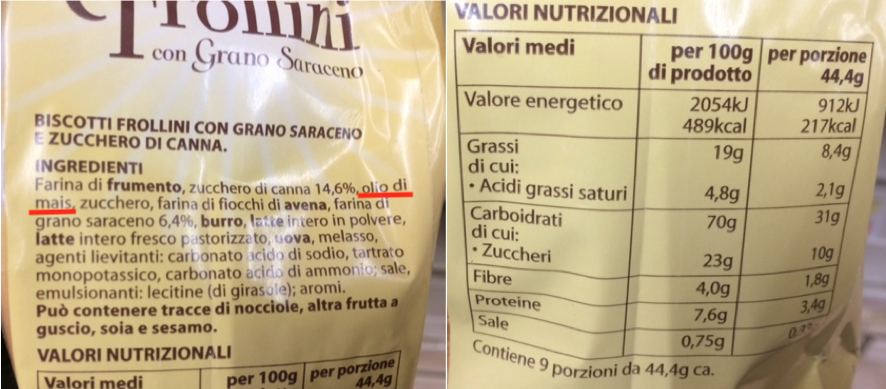 Frollini
con Grano Saraceno
BISCOTTI FROLLINI CON GRANO SARACENO
E ZUCCHERO DI CANNA.
INGREDIENTI
Farina di frumento, zucchero di canna 14,6%, olio di
mais, zucchero, farina di fiocchi di avena, farina di
grano saraceno 6,4%, burro, latte intero in polvere,
latte intero fresco pastorizzato, uova, melasso,
agenti lievitanti: carbonato acido di sodio, tartrato
monopotassico, carbonato acido di ammonio; sale,
emulsionanti: lecitine (di girasole); aromi.
Può contenere tracce di nocciole, altra frutta a
guscio, soia e sesamo.
VALORI NUTRIZIONALI
Valori medi per 100g per porzione
44,4g
VALORI NUTRIZIONALI
Valori medi per 100g per porzione
di prodotto 44,4g
Valore energetico 2054kJ 912kJ
489kcal 217kcal
Grassi 19g 8,4g
di cui:
• Acidi grassi saturi 4,8g 2,1g
Carboidrati 70g 31g
di cui:
• Zuccheri 23g 10g
Fibre 4,0g 1,8g
Proteine 7,6g 3,4g
Sale 0,75g
Contiene 9 porzioni da 44,4g ca.